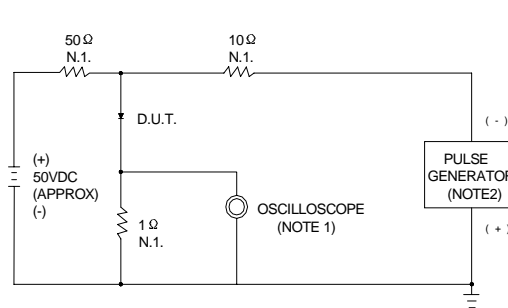 50Ω
N.1.
10Ω
N.1.
D.U.T.
( - )
(+)
50VDC
(APPROX)
(-)
PULSE
GENERATOR
(NOTE2)
OSCILLOSCOPE
(NOTE 1)
1Ω
N.1.
( + )